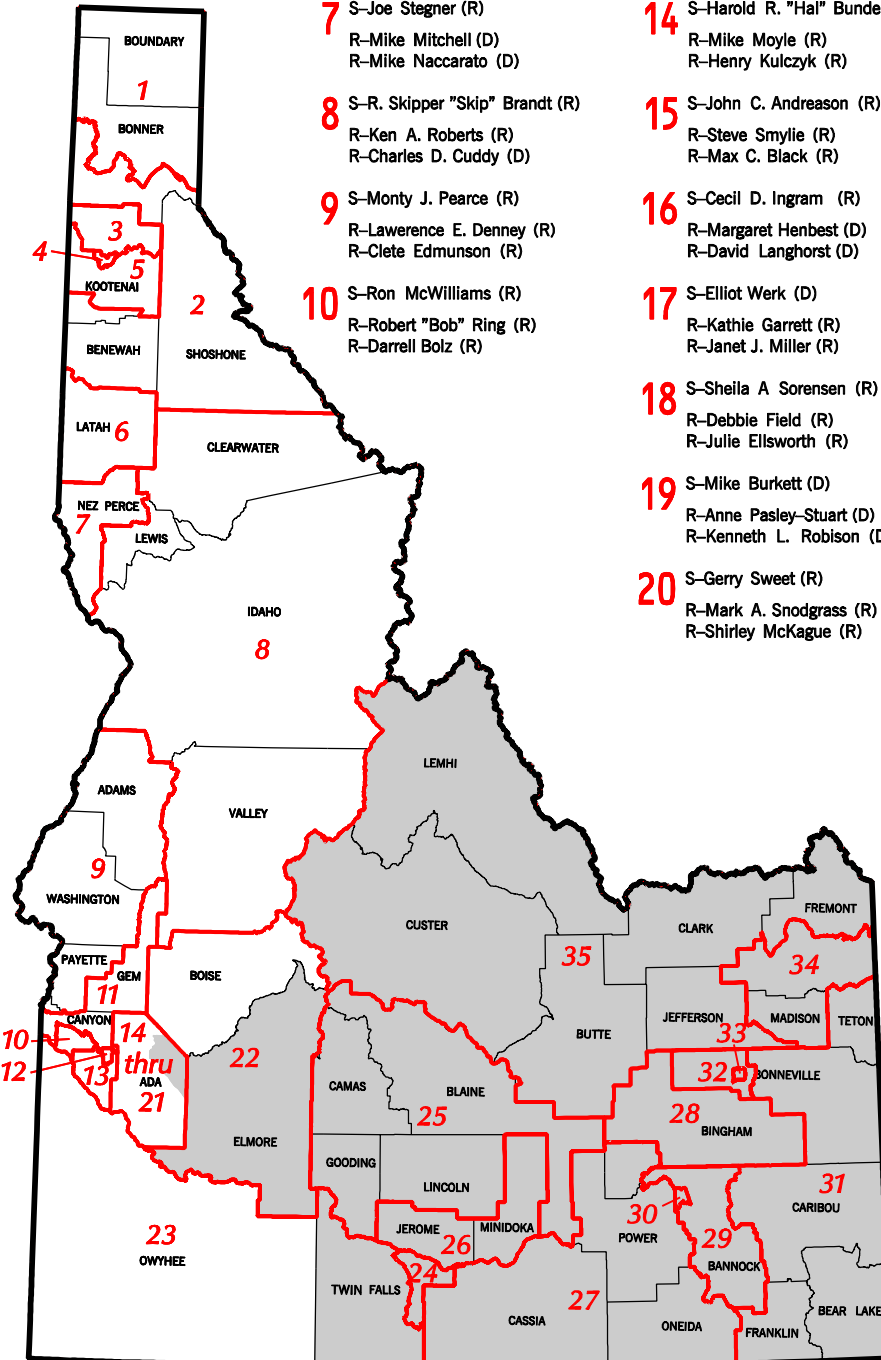 7 S–Joe Stegner (R)
R–Mike Mitchell (D)
R–Mike Naccarato (D)
8 S–R. Skipper ”Skip” Brandt (R)
R–Ken A. Roberts (R)
R–Charles D. Cuddy (D)
9 S–Monty J. Pearce (R)
R–Lawerence E. Denney (R)
R–Clete Edmunson (R)
10 S–Ron McWilliams (R)
R–Robert ”Bob” Ring (R)
R–Darrell Bolz (R)
14 S–Harold R. ”Hal” Bunde
R–Mike Moyle (R)
R–Henry Kulczyk (R)
15 S–John C. Andreason (R)
R–Steve Smylie (R)
R–Max C. Black (R)
16 S–Cecil D. Ingram (R)
R–Margaret Henbest (D)
R–David Langhorst (D)
17 S–Elliot Werk (D)
R–Kathie Garrett (R)
R–Janet J. Miller (R)
18 S–Sheila A Sorensen (R)
R–Debbie Field (R)
R–Julie Ellsworth (R)
19 S–Mike Burkett (D)
R–Anne Pasley–Stuart (D)
R–Kenneth L. Robison (D
20 S–Gerry Sweet (R)
R–Mark A. Snodgrass (R)
R–Shirley McKague (R)
BOUNDARY
1
BONNER
3
4
5
KOOTENAI
2
BENEWAH
SHOSHONE
LATAH 6
CLEARWATER
NEZ PERCE
7
LEWIS
IDAHO
8
LEMHI
ADAMS
VALLEY
9
WASHINGTON
CUSTER
CLARK
FREMONT
PAYETTE
GEM
BOISE
35
34
11
CANYON
JEFFERSON
MADISON
TETON
10
14
33
BUTTE
12
thru
22
13
ADA
32
BONNEVILLE
21
CAMAS
BLAINE
25
28
BINGHAM
ELMORE
GOODING
LINCOLN
31
CARIBOU
30
23
JEROME
MINIDOKA
POWER
29
26
OWYHEE
BANNOCK
24
TWIN FALLS
27
CASSIA
ONEIDA
FRANKLIN
BEAR LAKE